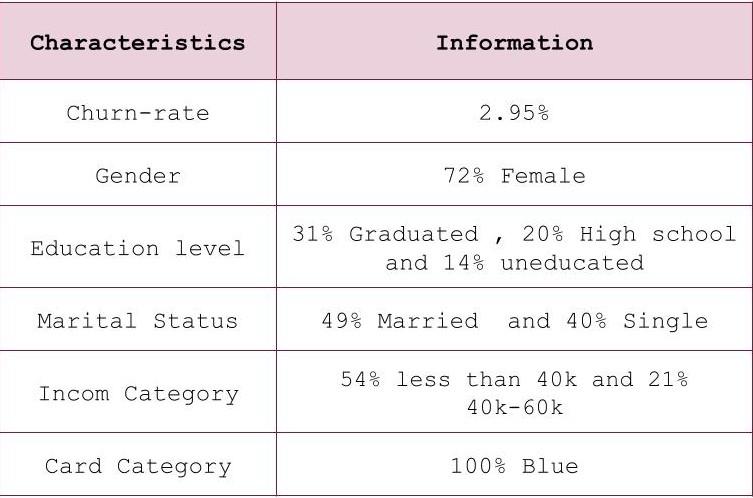 Characteristics Information
Churn-rate 2.95%
Gender 72% Female
Education level 31% Graduated , 20% High school
and 14% uneducated
Marital Status 49% Married and 40% Single
Incom Category 54% less than 40k and 21%
40k-60k
Card Category 100% Blue